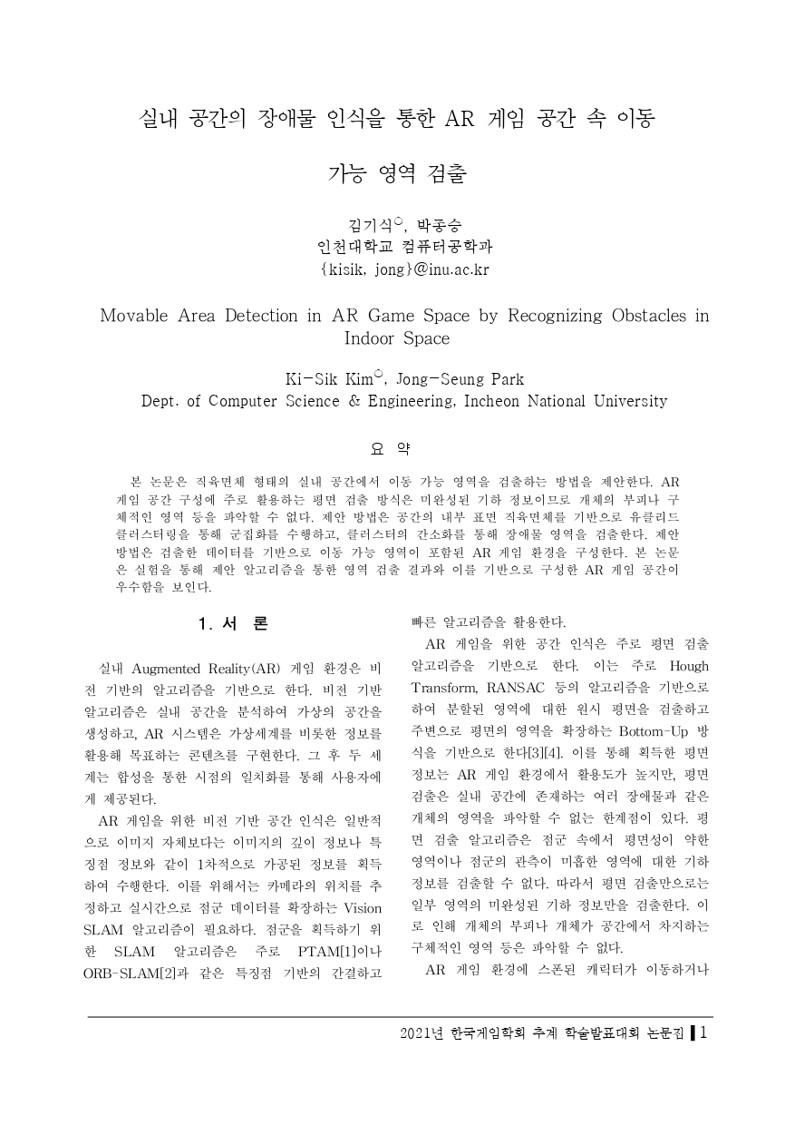 실내 공간의 장애물 인식을 통한 AR 게임 공간 속 이동
가능 영역 검출
김기식○, 박종승
인천대학교 컴퓨터공학과
{kisik, jong}@inu.ac.kr
Movable Area Detection in AR Game Space by Recognizing Obstacles in
Indoor Space
Ki-Sik Kim○, Jong-Seung Park
Dept. of Computer Science & Engineering, Incheon National University
요 약
본 논문은 직육면체 형태의 실내 공간에서 이동 가능 영역을 검출하는 방법을 제안한다. AR
게임 공간 구성에 주로 활용하는 평면 검출 방식은 미완성된 기하 정보이므로 개체의 부피나 구
체적인 영역 등을 파악할 수 없다. 제안 방법은 공간의 내부 표면 직육면체를 기반으로 유클리드
클러스터링을 통해 군집화를 수행하고, 클러스터의 간소화를 통해 장애물 영역을 검출한다. 제안
방법은 검출한 데이터를 기반으로 이동 가능 영역이 포함된 AR 게임 환경을 구성한다. 본 논문
은 실험을 통해 제안 알고리즘을 통한 영역 검출 결과와 이를 기반으로 구성한 AR 게임 공간이
우수함을 보인다.
1. 서 론
실내 Augmented Reality(AR) 게임 환경은 비
전 기반의 알고리즘을 기반으로 한다. 비전 기반
알고리즘은 실내 공간을 분석하여 가상의 공간을
생성하고, AR 시스템은 가상세계를 비롯한 정보를
활용해 목표하는 콘텐츠를 구현한다. 그 후 두 세
계는 합성을 통한 시점의 일치화를 통해 사용자에
게 제공된다.
AR 게임을 위한 비전 기반 공간 인식은 일반적
으로 이미지 자체보다는 이미지의 깊이 정보나 특
징점 정보와 같이 1차적으로 가공된 정보를 획득
하여 수행한다. 이를 위해서는 카메라의 위치를 추
정하고 실시간으로 점군 데이터를 확장하는 Vision
SLAM 알고리즘이 필요하다. 점군을 획득하기 위
한 SLAM 알고리즘은 주로 PTAM[1]이나
ORB-SLAM[2]과 같은 특징점 기반의 간결하고
빠른 알고리즘을 활용한다.
AR 게임을 위한 공간 인식은 주로 평면 검출
알고리즘을 기반으로 한다. 이는 주로 Hough
Transform, RANSAC 등의 알고리즘을 기반으로
하여 분할된 영역에 대한 원시 평면을 검출하고
주변으로 평면의 영역을 확장하는 Bottom-Up 방
식을 기반으로 한다[3][4]. 이를 통해 획득한 평면
정보는 AR 게임 환경에서 활용도가 높지만, 평면
검출은 실내 공간에 존재하는 여러 장애물과 같은
개체의 영역을 파악할 수 없는 한계점이 있다. 평
면 검출 알고리즘은 점군 속에서 평면성이 약한
영역이나 점군의 관측이 미흡한 영역에 대한 기하
정보를 검출할 수 없다. 따라서 평면 검출만으로는
일부 영역의 미완성된 기하 정보만을 검출한다. 이
로 인해 개체의 부피나 개체가 공간에서 차지하는
구체적인 영역 등은 파악할 수 없다.
AR 게임 환경에 스폰된 캐릭터가 이동하거나
2021년 한국게임학회 추계 학술발표대회 논문집 ▌1